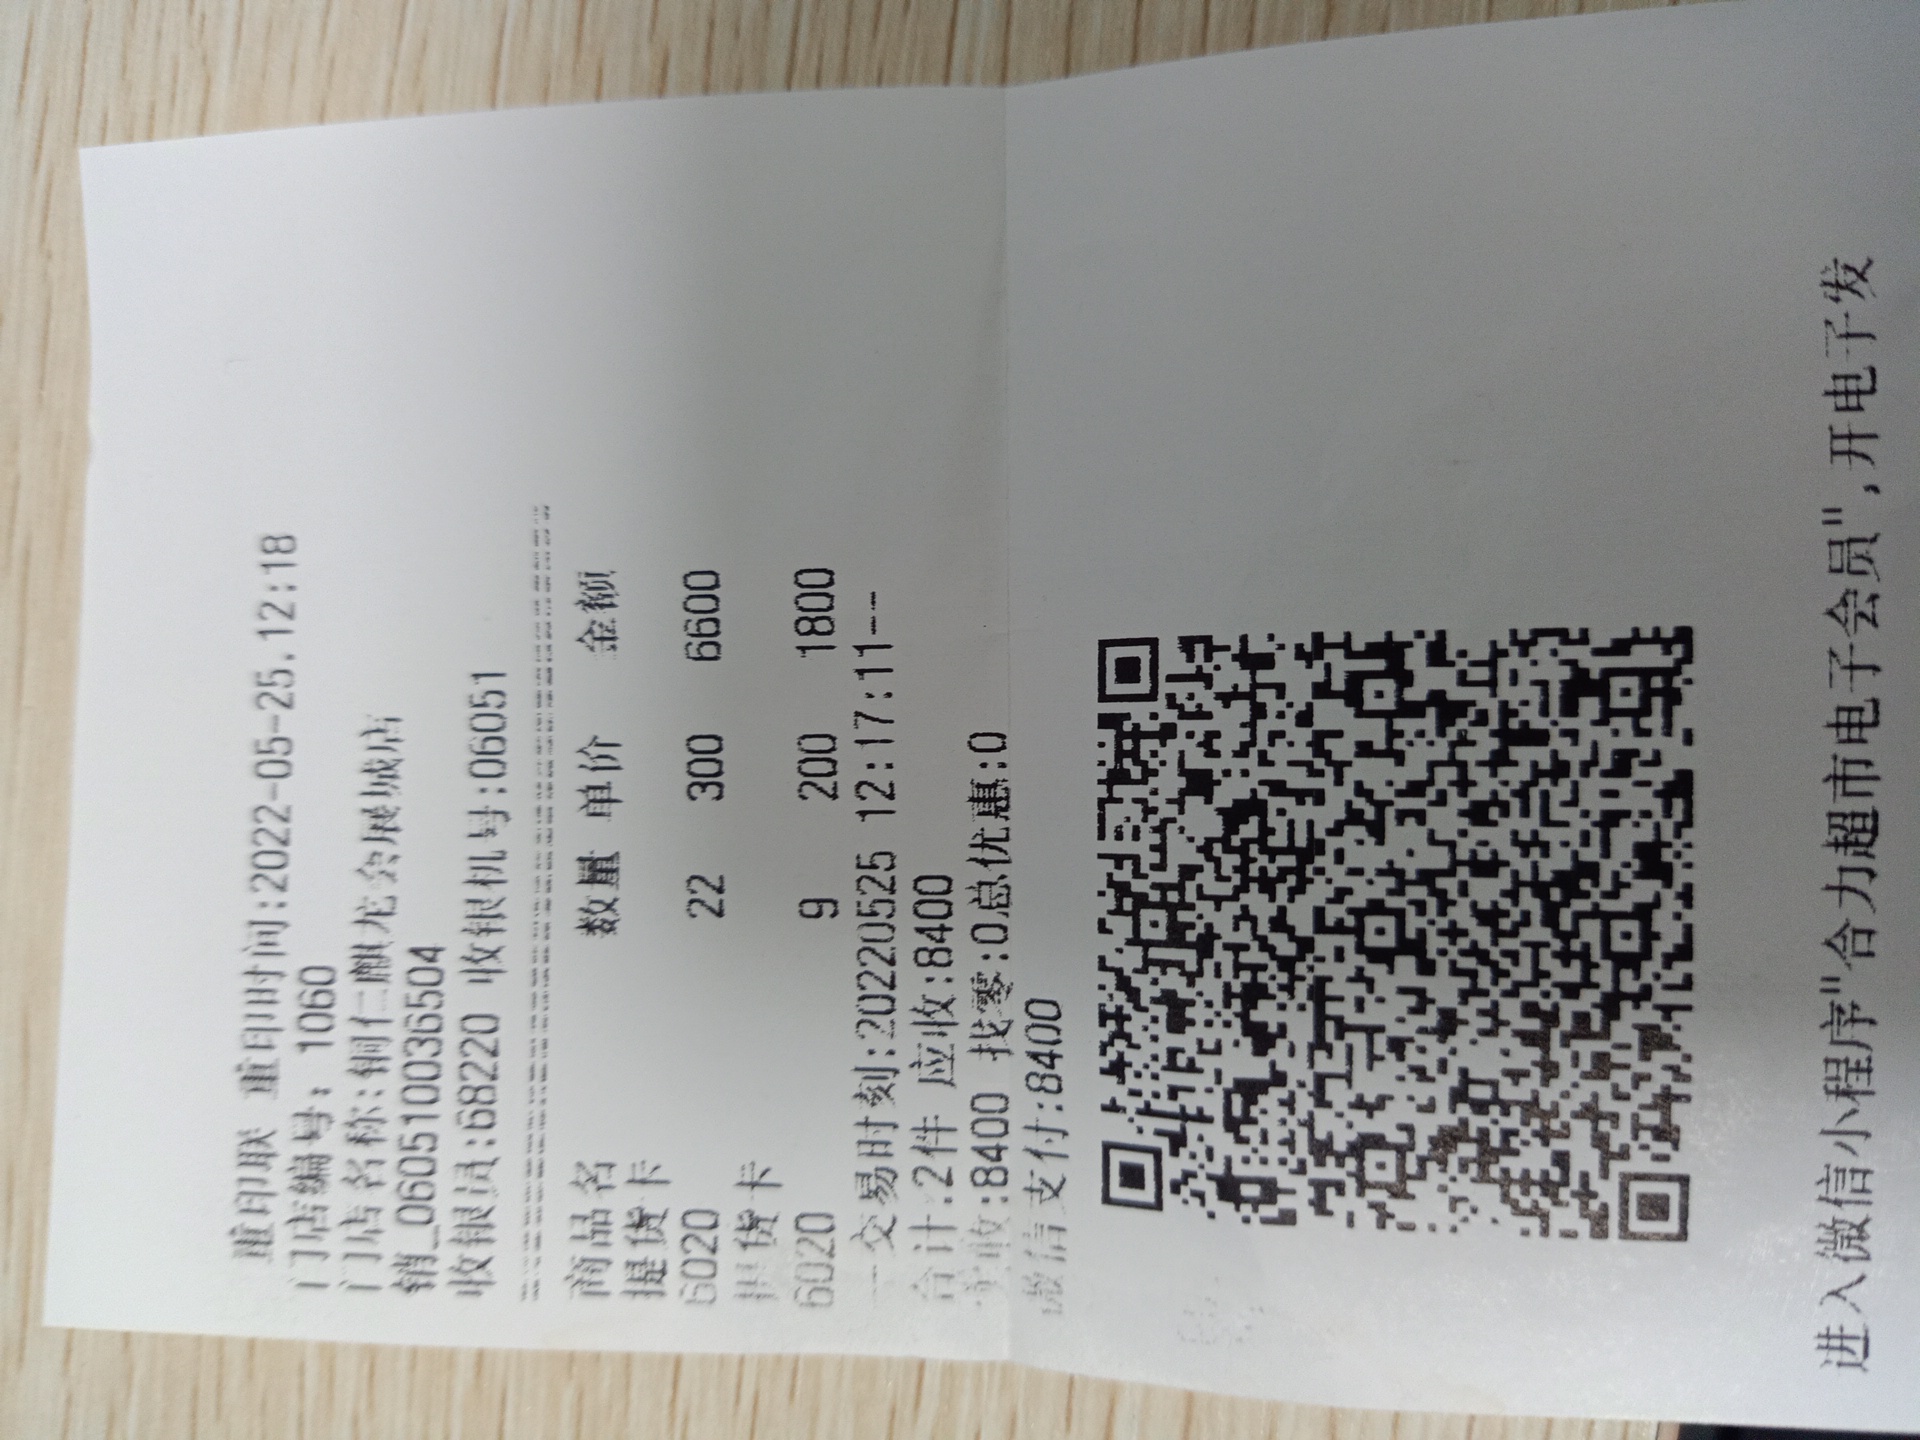 重印联 重印时间:2022-05-25.12:18
门店编号: 1060
门店名称:铜仁麒龙会展城店
销_060510036504
收银员:68220 收银机号:06051
商品名 数量 单价 金额
提货卡
6020 22 300 6600
提货卡
6020 9 200 1800
--交易时刻:20220525 12:17:11--
合计:2件 应收:8400
实收:8400 找零:0总优惠:0
微信支付:8400
进入微信小程序"合力超市电子会员",开电子发